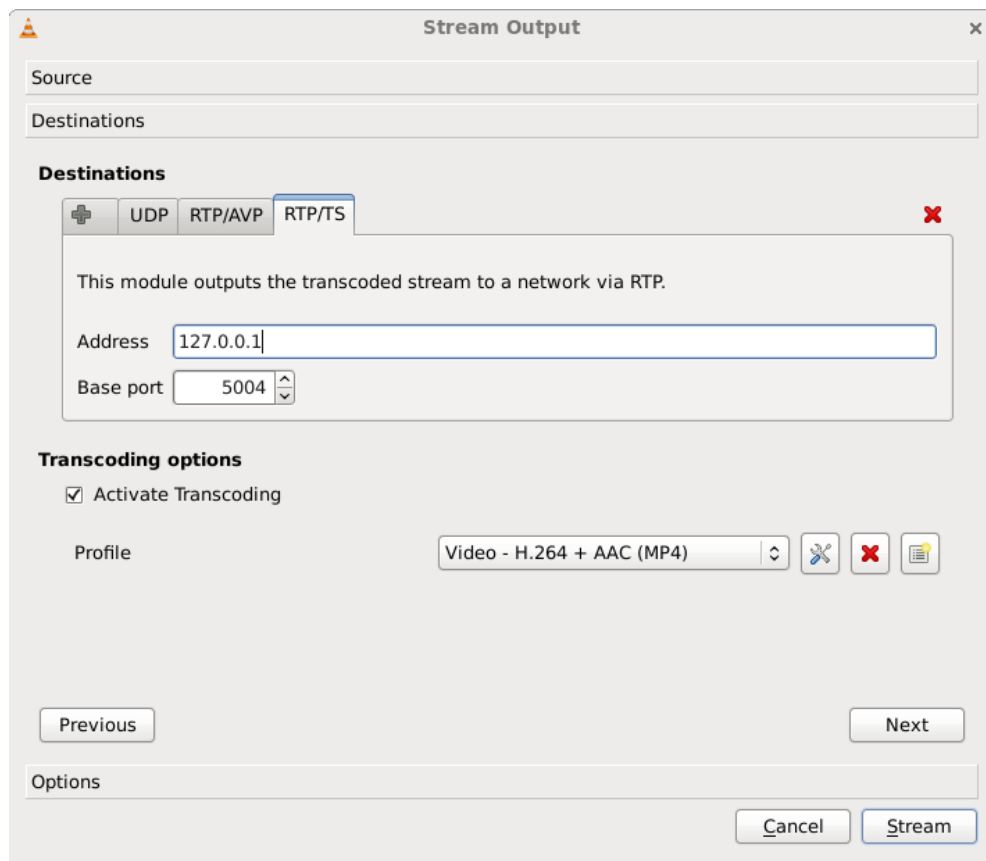 Stream Output
Source
Destinations
Destinations
UDP RTP/AVP RTP/TS
This module outputs the transcoded stream to a network via RTP.
Address 127.0.0.1
Base port 5004
Transcoding options
Activate Transcoding
Profile Video - H.264 + AAC (MP4)
Previous Next
Options
Cancel Stream